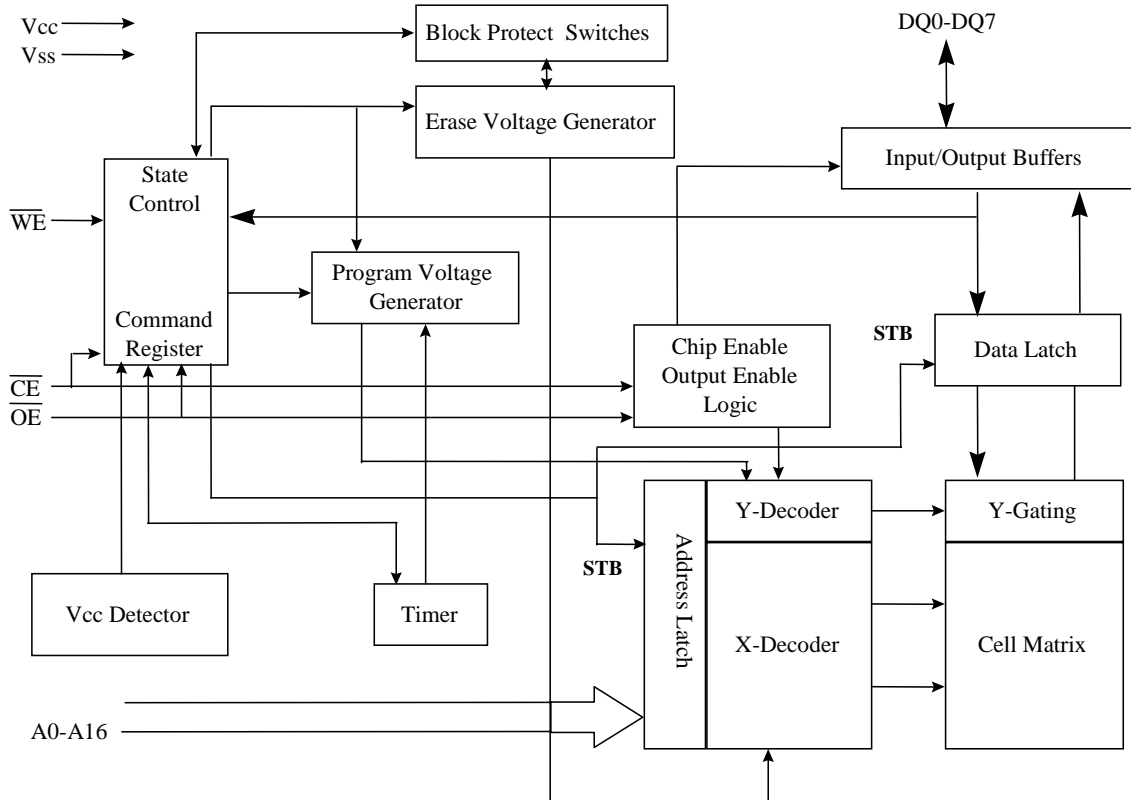 Vcc
Vss
Block Protect Switches
DQ0-DQ7
Erase Voltage Generator
Input/Output Buffers
State
Control
WE
Program Voltage
Generator
Command
Register
STB
Data Latch
Chip Enable
Output Enable
Logic
CE
OE
Y-Decoder
Y-Gating
Address Latch
STB
Vcc Detector
Timer
X-Decoder
Cell Matrix
A0-A16